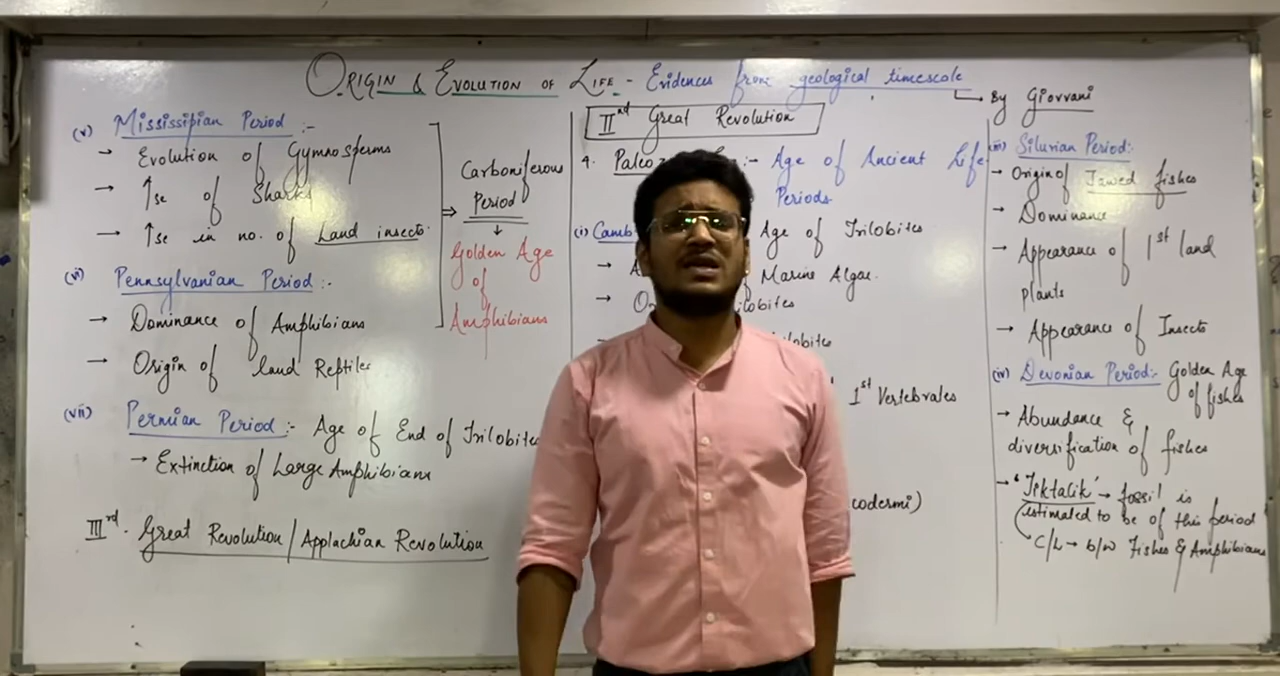 ORIGIN & EVOLUTION OF LIFE - Evidences from geological timescale
By Giovvani
(v) Mississipian Period :-
→ Evolution of Gymnosperms
→ ↑se of Sharks
→ ↑se in no. of Land insects.
(vi) Pennsylvanian Period :-
→ Dominance of Amphibians
→ Origin of land Reptiles
Carboniferous
⇒ Period
↓
Golden Age
of
Amphibians
(vii) Permian Period :- Age of End of Trilobites
→ Extinction of Large Amphibians
IIIrd. Great Revolution / Applachian Revolution
IInd Great Revolution
4. :- Age of Ancient Life
Periods
(i) Age of Trilobites
→ Marine Algae.
→
→
1st Vertebrates
(iii) Silurian Period :-
→ Origin of Jawed fishes
→ Dominance
→ Appearance of 1st land
plants
→ Appearance of Insects
(iv) Devonian Period :- Golden Age
of fishes
→ Abundance &
diversification of fishes
→ 'Tiktalik' → fossil is
estimated to be of this period
C/L → b/w Fishes & Amphibians